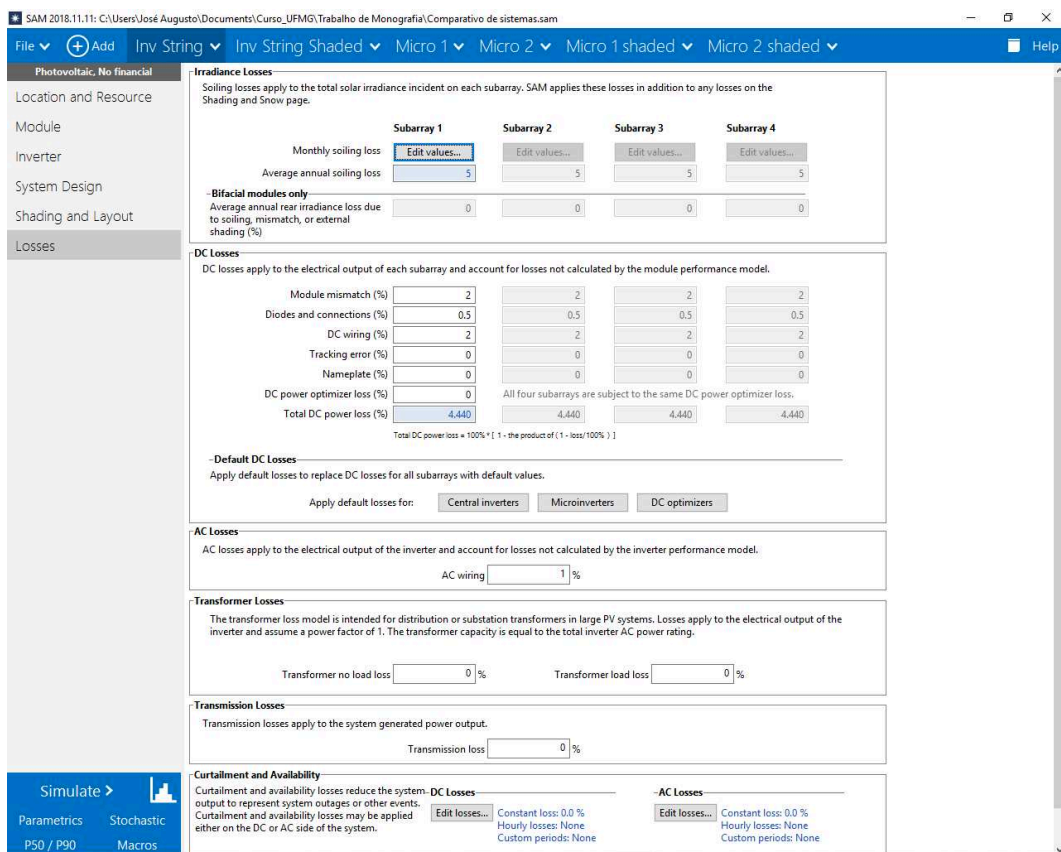 SAM 2018.11.11: C:\Users\José Augusto\Documents\Curso_UFMG\Trabalho de Monografia\Comparativo de sistemas.sam
File Add Inv String Inv String Shaded Micro 1 Micro 2 Micro 1 shaded Micro 2 shaded Help
Photovoltaic, No financial
Location and Resource
Module
Inverter
System Design
Shading and Layout
Losses
Irradiance Losses
Soiling losses apply to the total solar irradiance incident on each subarray. SAM applies these losses in addition to any losses on the
Shading and Snow page.
Subarray 1 Subarray 2 Subarray 3 Subarray 4
Monthly soiling loss Edit values... Edit values... Edit values... Edit values...
Average annual soiling loss 5 5 5 5
Bifacial modules only
Average annual rear irradiance loss due 0 0 0 0
to soiling, mismatch, or external
shading (%)
DC Losses
DC losses apply to the electrical output of each subarray and account for losses not calculated by the module performance model.
Module mismatch (%) 2 2 2 2
Diodes and connections (%) 0.5 0.5 0.5 0.5
DC wiring (%) 2 2 2 2
Tracking error (%) 0 0 0 0
Nameplate (%) 0 0 0 0
DC power optimizer loss (%) 0 All four subarrays are subject to the same DC power optimizer loss.
Total DC power loss (%) 4.440 4.440 4.440 4.440
Total DC power loss = 100% * [ 1 - the product of ( 1 - loss/100% ) ]
Default DC Losses
Apply default losses to replace DC losses for all subarrays with default values.
Apply default losses for: Central inverters Microinverters DC optimizers
AC Losses
AC losses apply to the electrical output of the inverter and account for losses not calculated by the inverter performance model.
AC wiring 1 %
Transformer Losses
The transformer loss model is intended for distribution or substation transformers in large PV systems. Losses apply to the electrical output of the
inverter and assume a power factor of 1. The transformer capacity is equal to the total inverter AC power rating.
Transformer no load loss 0 % Transformer load loss 0 %
Transmission Losses
Transmission losses apply to the system generated power output.
Transmission loss 0 %
Curtailment and Availability
Curtailment and availability losses reduce the system
output to represent system outages or other events.
Curtailment and availability losses may be applied
either on the DC or AC side of the system.
DC Losses
Edit losses... Constant loss: 0.0 %
Hourly losses: None
Custom periods: None
AC Losses
Edit losses... Constant loss: 0.0 %
Hourly losses: None
Custom periods: None
Simulate >
Parametrics Stochastic
P50 / P90 Macros